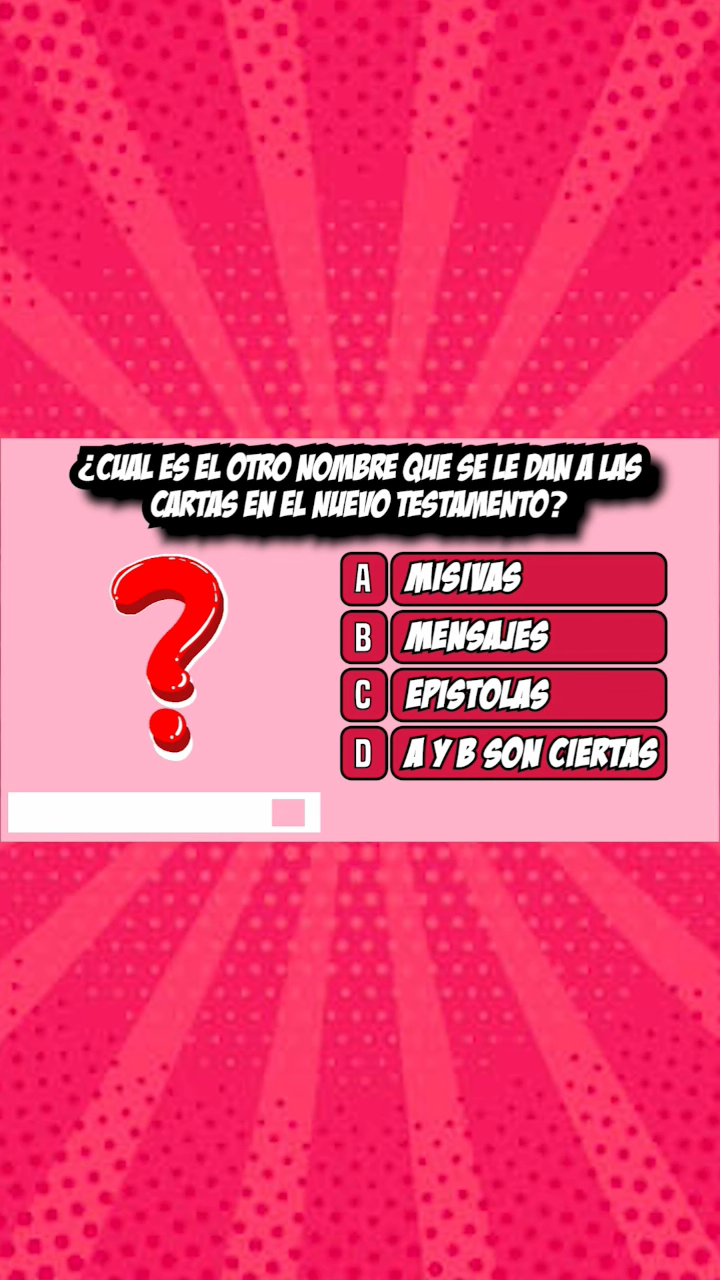 ¿CUAL ES EL OTRO NOMBRE QUE SE LE DAN A LAS
CARTAS EN EL NUEVO TESTAMENTO?
A MISIVAS
B MENSAJES
C EPISTOLAS
D A Y B SON CIERTAS